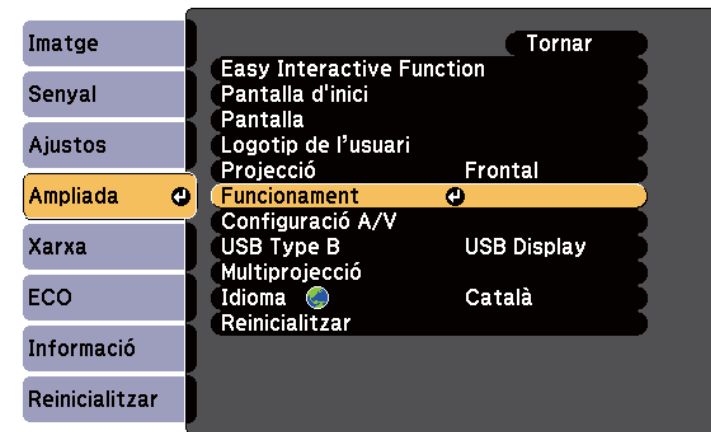 Imatge
Senyal
Ajustos
Ampliada
Xarxa
ECO
Informació
Reinicialitzar
Tornar
Easy Interactive Function
Pantalla d'inici
Pantalla
Logotip de l’usuari
Projecció Frontal
Funcionament
Configuració A/V
USB Type B USB Display
Multiprojecció
Idioma Català
Reinicialitzar